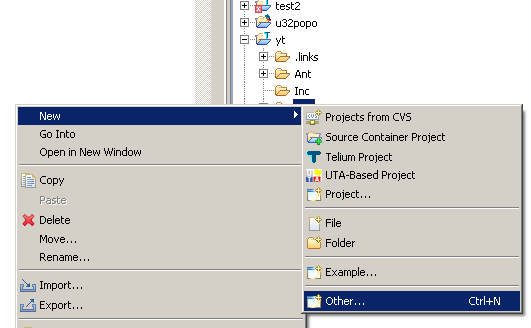 test2
u32popo
yt
.links
Ant
Inc
New
Go Into
Open in New Window
Copy
Paste
Delete
Move...
Rename...
Import...
Export...
Projects from CVS
Source Container Project
Telium Project
UTA-Based Project
Project...
File
Folder
Example...
Other... Ctrl+N